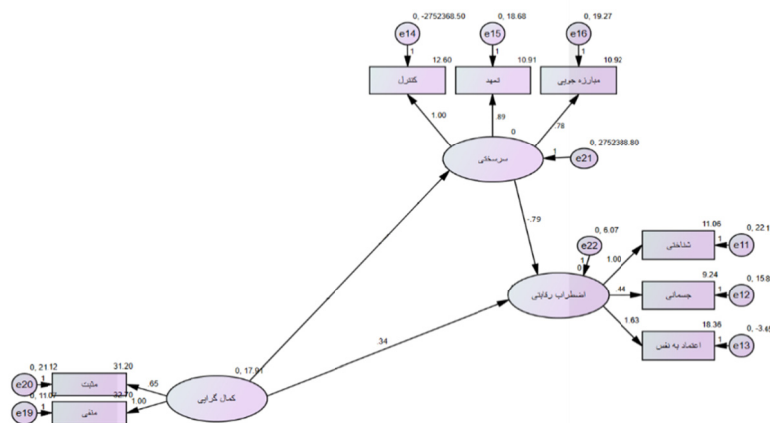 0, -2752368.50
0, 18.68
0, 19.27
e14
e15
e16
1
1
1
12.60
10.91
10.92
کنترل
تعهد
مبارزه جویی
1.00
.89
.78
0
سرسختی
1
e21
0, 2752388.80
-.79
0, 6.07
e22
1
0
اضطراب رقابتی
11.06
شناختی
1
e11
0, 22.1
1.00
9.24
جسمانی
1
e12
0, 15.8
.44
18.36
اعتماد به نفس
1
e13
0, -3.4
1.63
.34
0, 17.91
کمال گرایی
0, 21.12
e20
1
31.20
مثبت
.65
0, 11.07
e19
1
32.70
منفی
1.00